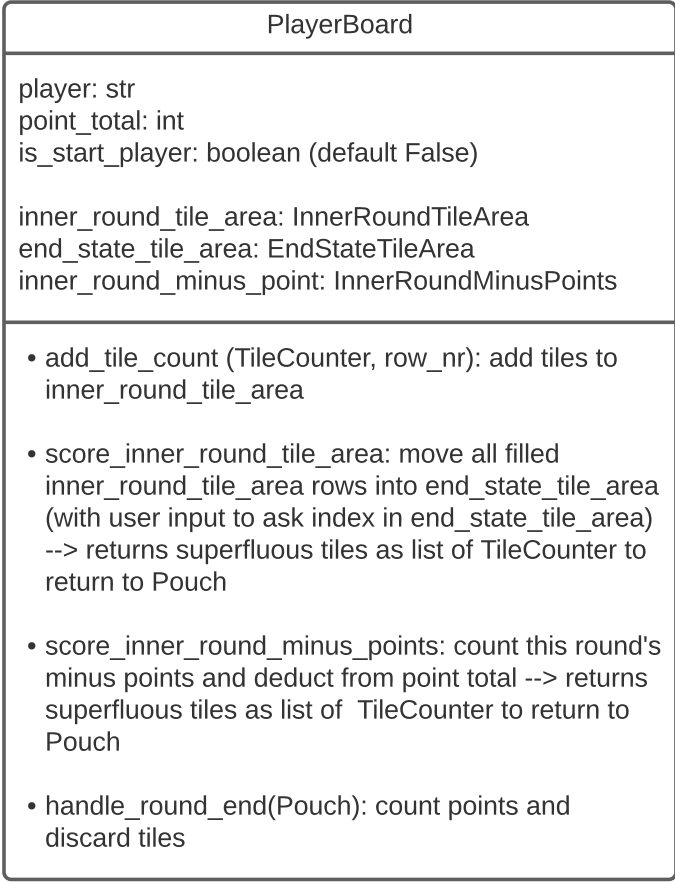 PlayerBoard
player: str
point_total: int
is_start_player: boolean (default False)
inner_round_tile_area: InnerRoundTileArea
end_state_tile_area: EndStateTileArea
inner_round_minus_point: InnerRoundMinusPoints
• add_tile_count (TileCounter, row_nr): add tiles to
inner_round_tile_area
• score_inner_round_tile_area: move all filled
inner_round_tile_area rows into end_state_tile_area
(with user input to ask index in end_state_tile_area)
--> returns superfluous tiles as list of TileCounter to
return to Pouch
• score_inner_round_minus_points: count this round's
minus points and deduct from point total --> returns
superfluous tiles as list of  TileCounter to return to
Pouch
• handle_round_end(Pouch): count points and
discard tiles